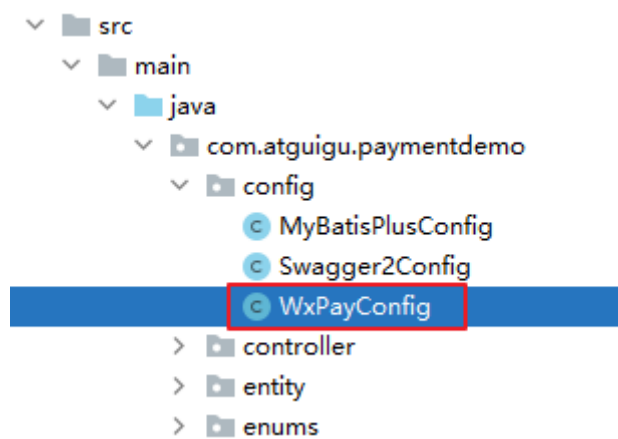 src
main
java
com.atguigu.paymentdemo
config
C MyBatisPlusConfig
C Swagger2Config
C WxPayConfig
controller
entity
enums